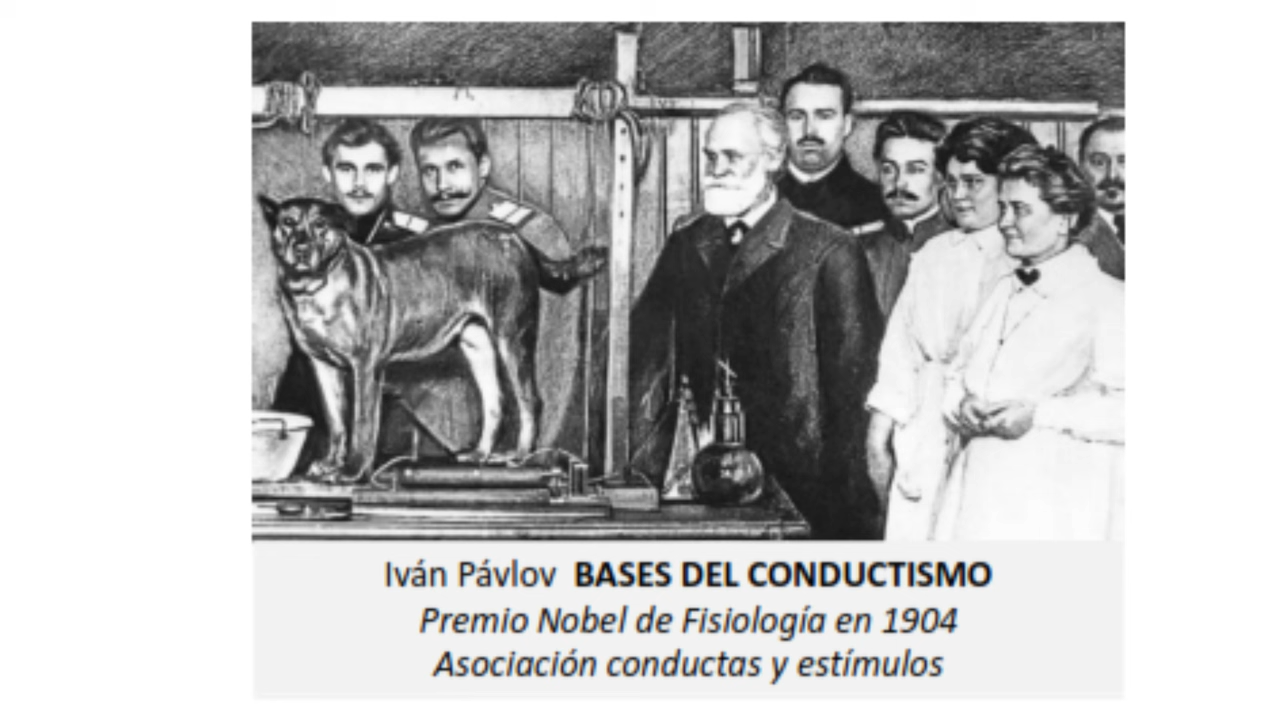 Iván Pávlov BASES DEL CONDUCTISMO
Premio Nobel de Fisiología en 1904
Asociación conductas y estímulos